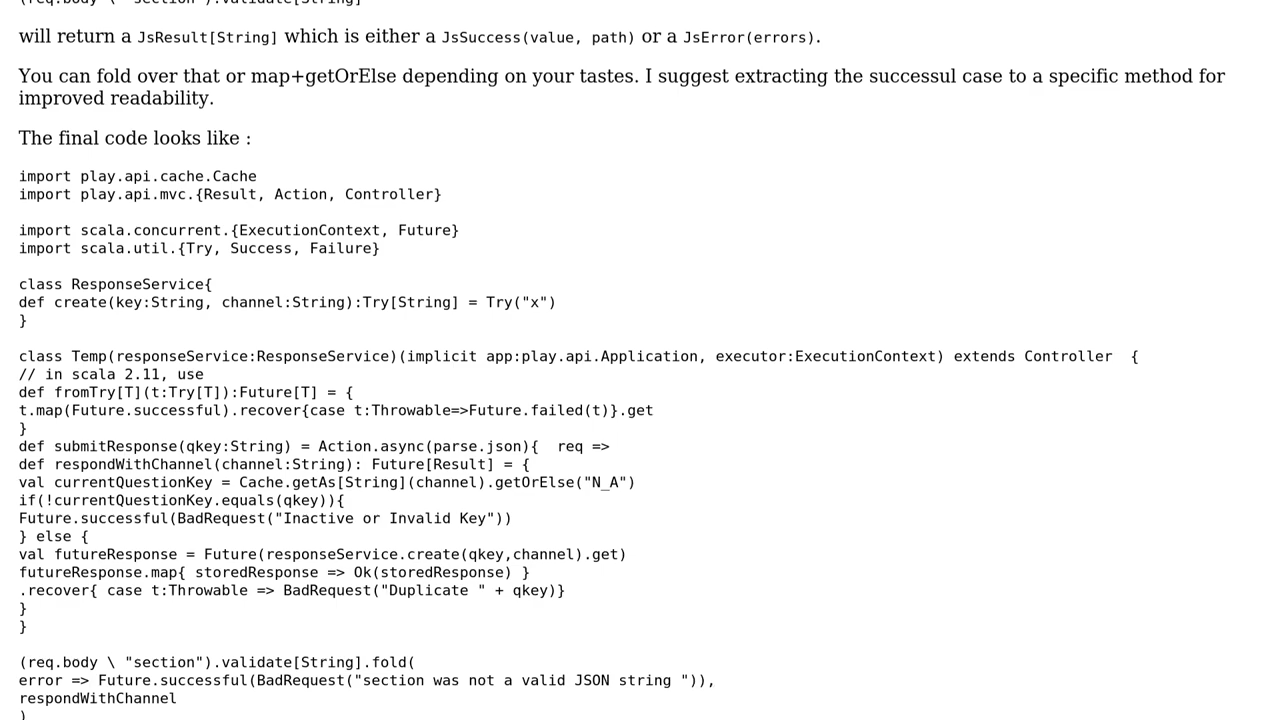 (req.body \ "section").validate[String]
will return a JsResult[String] which is either a JsSuccess(value, path) or a JsError(errors).
You can fold over that or map+getOrElse depending on your tastes. I suggest extracting the successul case to a specific method for
improved readability.
The final code looks like :
import play.api.cache.Cache
import play.api.mvc.{Result, Action, Controller}
import scala.concurrent.{ExecutionContext, Future}
import scala.util.{Try, Success, Failure}
class ResponseService{
def create(key:String, channel:String):Try[String] = Try("x")
}
class Temp(responseService:ResponseService)(implicit app:play.api.Application, executor:ExecutionContext) extends Controller  {
// in scala 2.11, use
def fromTry[T](t:Try[T]):Future[T] = {
t.map(Future.successful).recover{case t:Throwable=>Future.failed(t)}.get
}
def submitResponse(qkey:String) = Action.async(parse.json){  req =>
def respondWithChannel(channel:String): Future[Result] = {
val currentQuestionKey = Cache.getAs[String](channel).getOrElse("N_A")
if(!currentQuestionKey.equals(qkey)){
Future.successful(BadRequest("Inactive or Invalid Key"))
} else {
val futureResponse = Future(responseService.create(qkey,channel).get)
futureResponse.map{ storedResponse => Ok(storedResponse) }
.recover{ case t:Throwable => BadRequest("Duplicate " + qkey)}
}
}
(req.body \ "section").validate[String].fold(
error => Future.successful(BadRequest("section was not a valid JSON string ")),
respondWithChannel
)